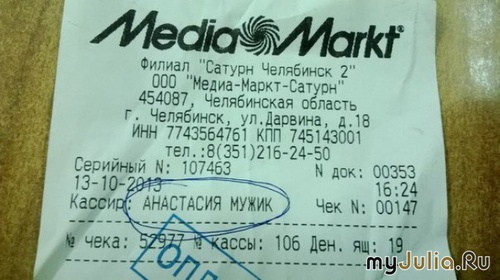 Media Markt®
Филиал "Сатурн Челябинск 2"
ООО "Медиа-Маркт-Сатурн"
454087, Челябинская область
г. Челябинск, ул.Дарвина, д.18
ИНН 7743564761 КПП 745143001
тел.:8(351)216-24-50
Серийный N: 107463 N док: 00353
13-10-2013 16:24
Кассир: АНАСТАСИЯ МУЖИК Чек N: 00147
№ чека: 52977 № кассы: 106 Ден. ящ: 19
myJulia.Ru